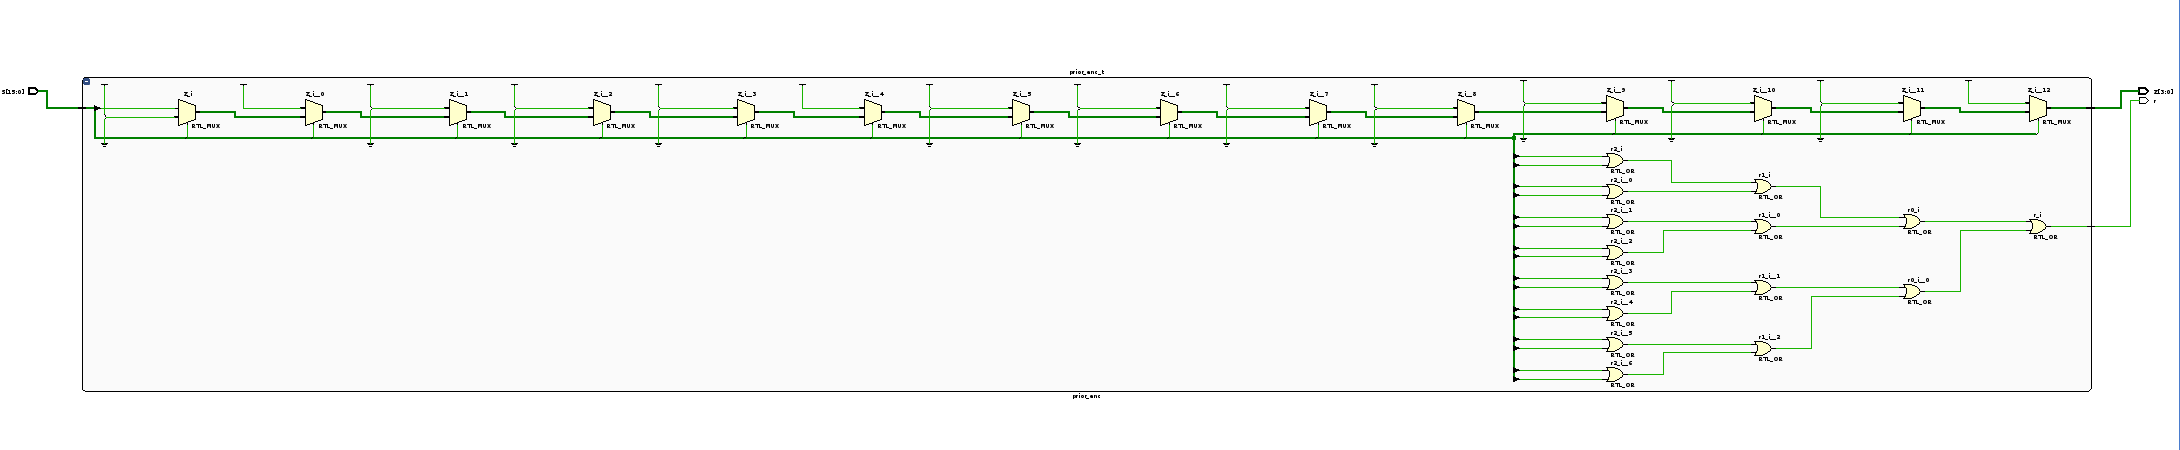 prior_enc_t
s[15:0]
z_i
z_i__0
z_i__1
z_i__2
z_i__3
z_i__4
z_i__5
z_i__6
z_i__7
z_i__8
z_i__9
z_i__10
z_i__11
z_i__12
z[3:0]
r
RTL_MUX
RTL_MUX
RTL_MUX
RTL_MUX
RTL_MUX
RTL_MUX
RTL_MUX
RTL_MUX
RTL_MUX
RTL_MUX
RTL_MUX
RTL_MUX
RTL_MUX
RTL_MUX
r2_i
RTL_OR
r2_i__0
RTL_OR
r2_i__1
RTL_OR
r2_i__2
RTL_OR
r2_i__3
RTL_OR
r2_i__4
RTL_OR
r2_i__5
RTL_OR
r2_i__6
RTL_OR
r1_i
RTL_OR
r1_i__0
RTL_OR
r1_i__1
RTL_OR
r1_i__2
RTL_OR
r0_i
RTL_OR
r0_i__0
RTL_OR
r_i
RTL_OR
prior_enc